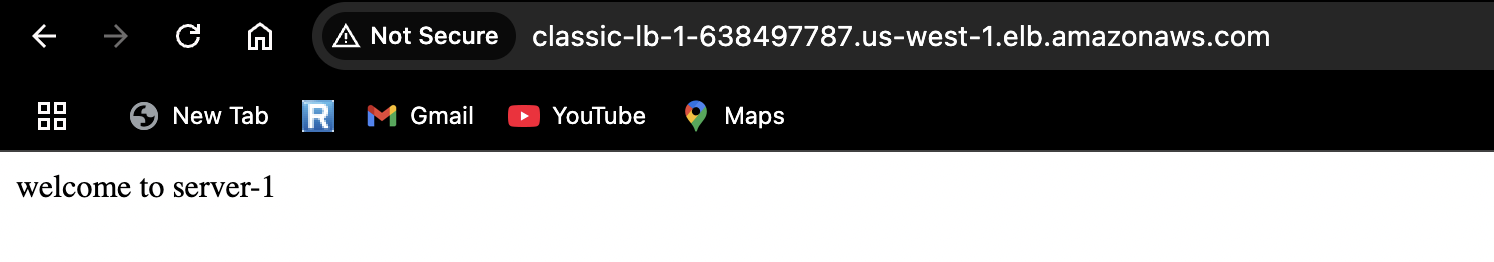 Not Secure classic-lb-1-638497787.us-west-1.elb.amazonaws.com
New Tab R Gmail YouTube Maps
welcome to server-1